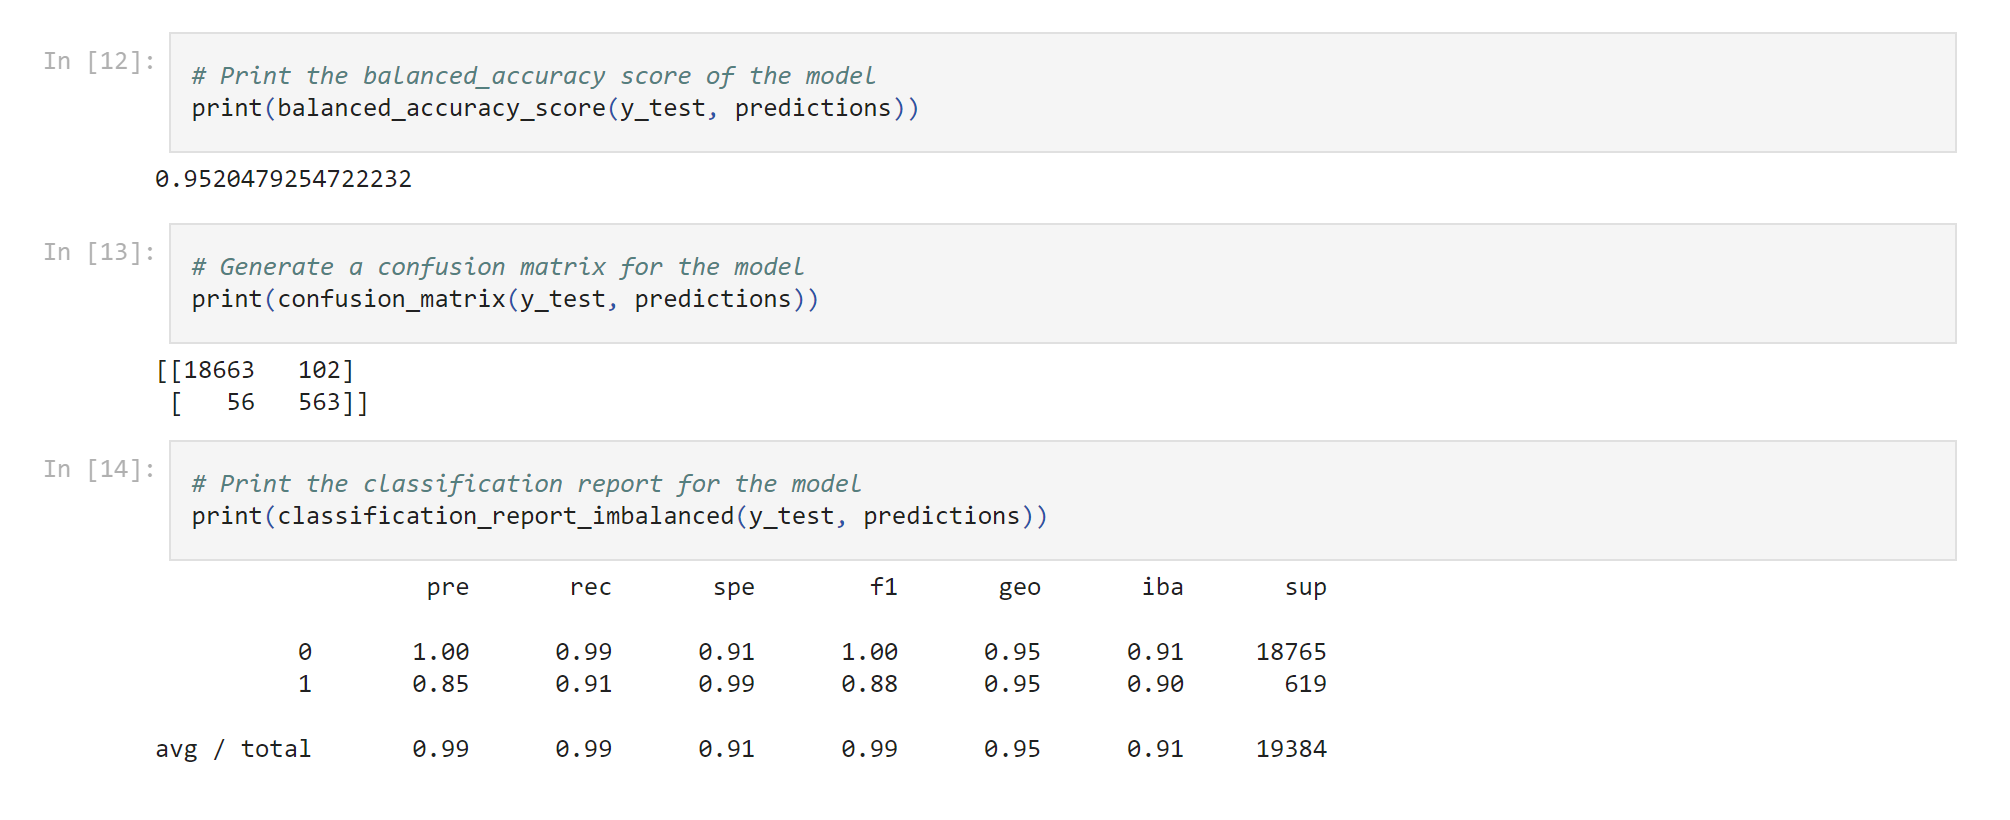 In [12]:
# Print the balanced_accuracy score of the model
print(balanced_accuracy_score(y_test, predictions))
0.9520479254722232
In [13]:
# Generate a confusion matrix for the model
print(confusion_matrix(y_test, predictions))
[[18663   102]
 [   56   563]]
In [14]:
# Print the classification report for the model
print(classification_report_imbalanced(y_test, predictions))
pre       rec       spe        f1       geo       iba       sup
0       1.00      0.99      0.91      1.00      0.95      0.91     18765
1       0.85      0.91      0.99      0.88      0.95      0.90       619
avg / total       0.99      0.99      0.91      0.99      0.95      0.91     19384